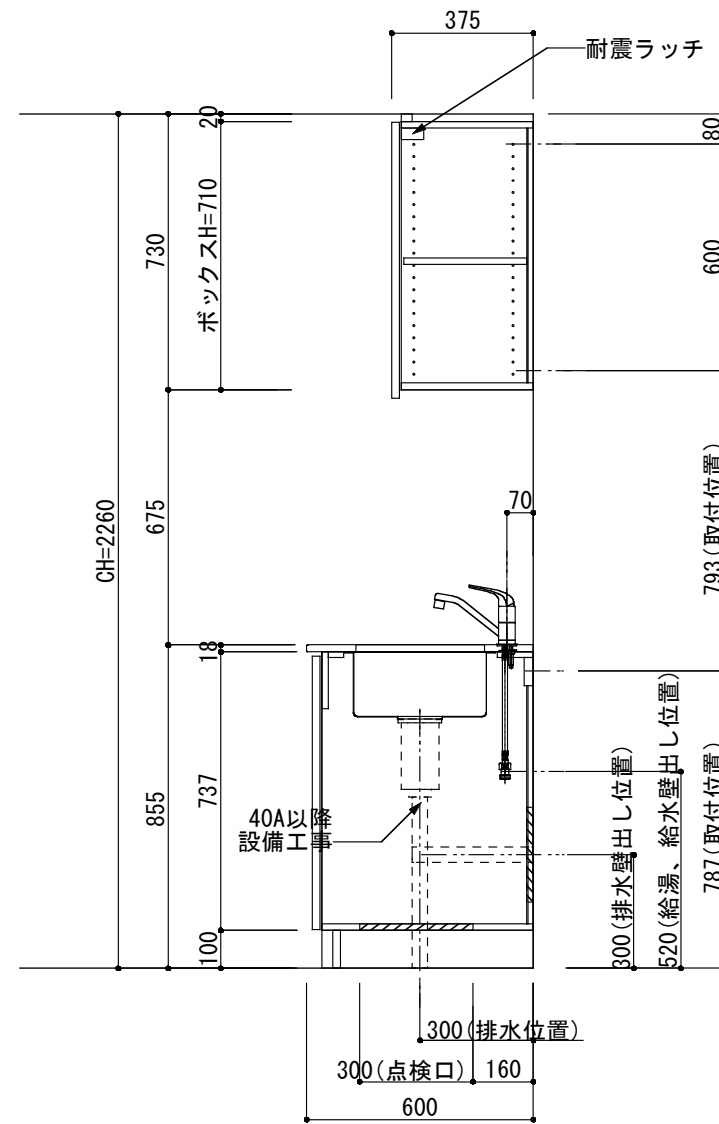 375
耐震ラッチ
20
80
ボックスH=710
730
600
CH=2260
675
70
793(取付位置)
18
737
855
40A以降
設備工事
300(排水壁出し位置)
520(給湯、給水壁出し位置)
787(取付位置)
100
300(排水位置)
300(点検口)
160
600